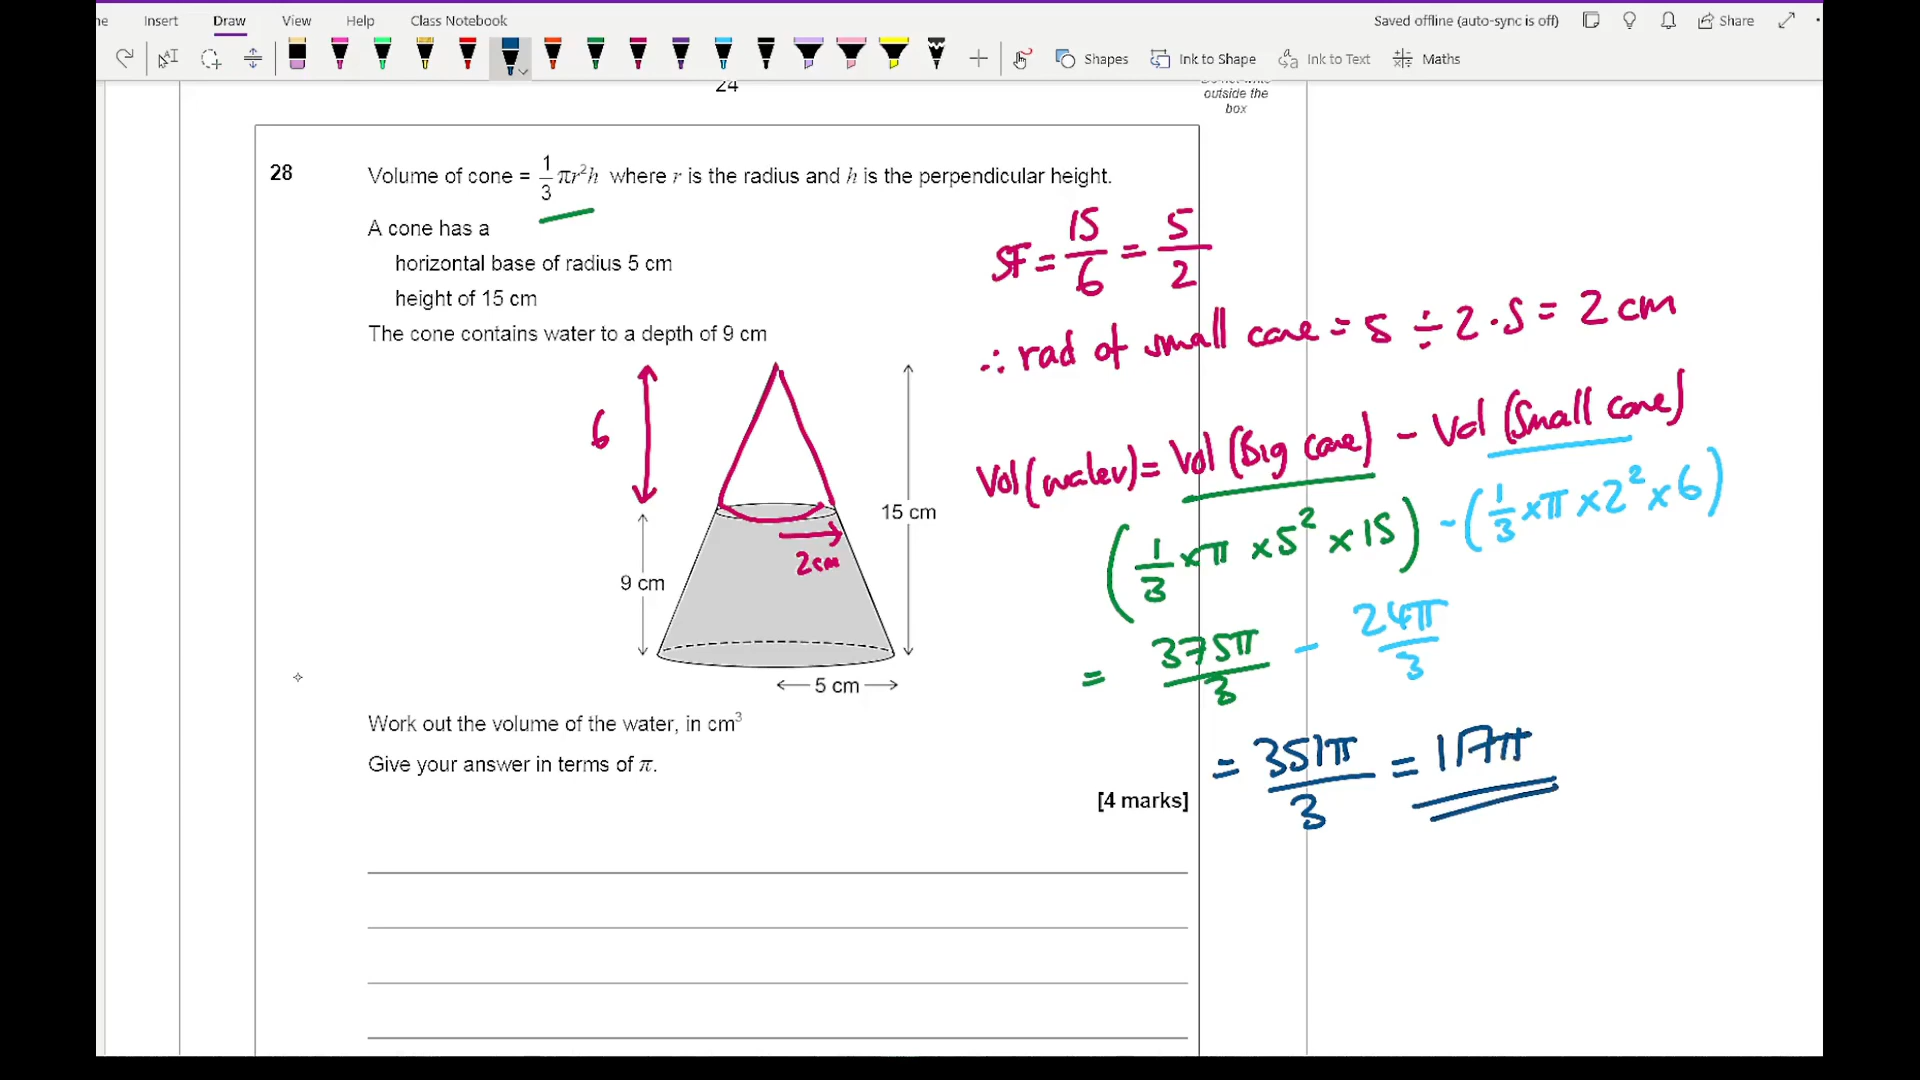 Insert Draw View Help Class Notebook Saved offline (auto-sync is off) Share
Shapes Ink to Shape Ink to Text Maths
24
outside the
box
28 Volume of cone = 1/3 πr²h where r is the radius and h is the perpendicular height.
A cone has a
horizontal base of radius 5 cm
height of 15 cm
The cone contains water to a depth of 9 cm
SF = 15/6 = 5/2
∴ rad of small cone = 5 ÷ 2.5 = 2 cm
6
15 cm
9 cm
2cm
5 cm
Vol (water) = Vol (Big cone) - Vol (Small cone)
(1/3 × π × 5² × 15) - (1/3 × π × 2² × 6)
= 375π/3 - 24π/3
= 351π/3 = 117π
Work out the volume of the water, in cm³
Give your answer in terms of π.
[4 marks]